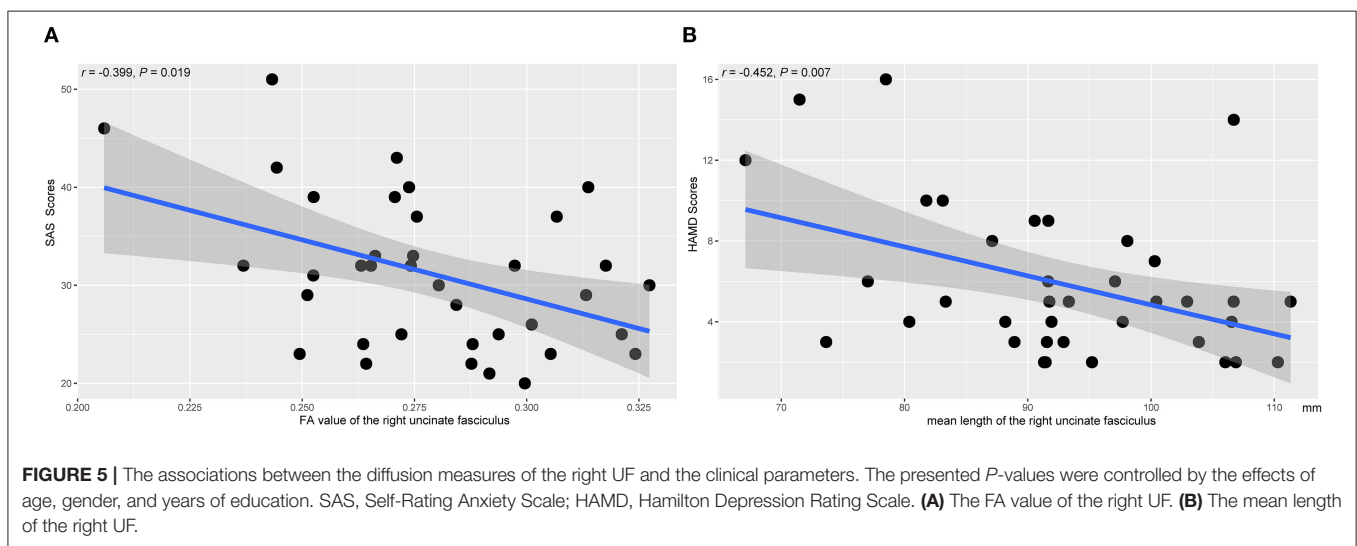 A
r = -0.399, P = 0.019
50
40
30
20
SAS Scores
0.200 0.225 0.250 0.275 0.300 0.325
FA value of the right uncinate fasciculus
B
r = -0.452, P = 0.007
16
12
8
4
HAMD Scores
70 80 90 100 110 mm
mean length of the right uncinate fasciculus
FIGURE 5 | The associations between the diffusion measures of the right UF and the clinical parameters. The presented P-values were controlled by the effects of
age, gender, and years of education. SAS, Self-Rating Anxiety Scale; HAMD, Hamilton Depression Rating Scale. (A) The FA value of the right UF. (B) The mean length
of the right UF.